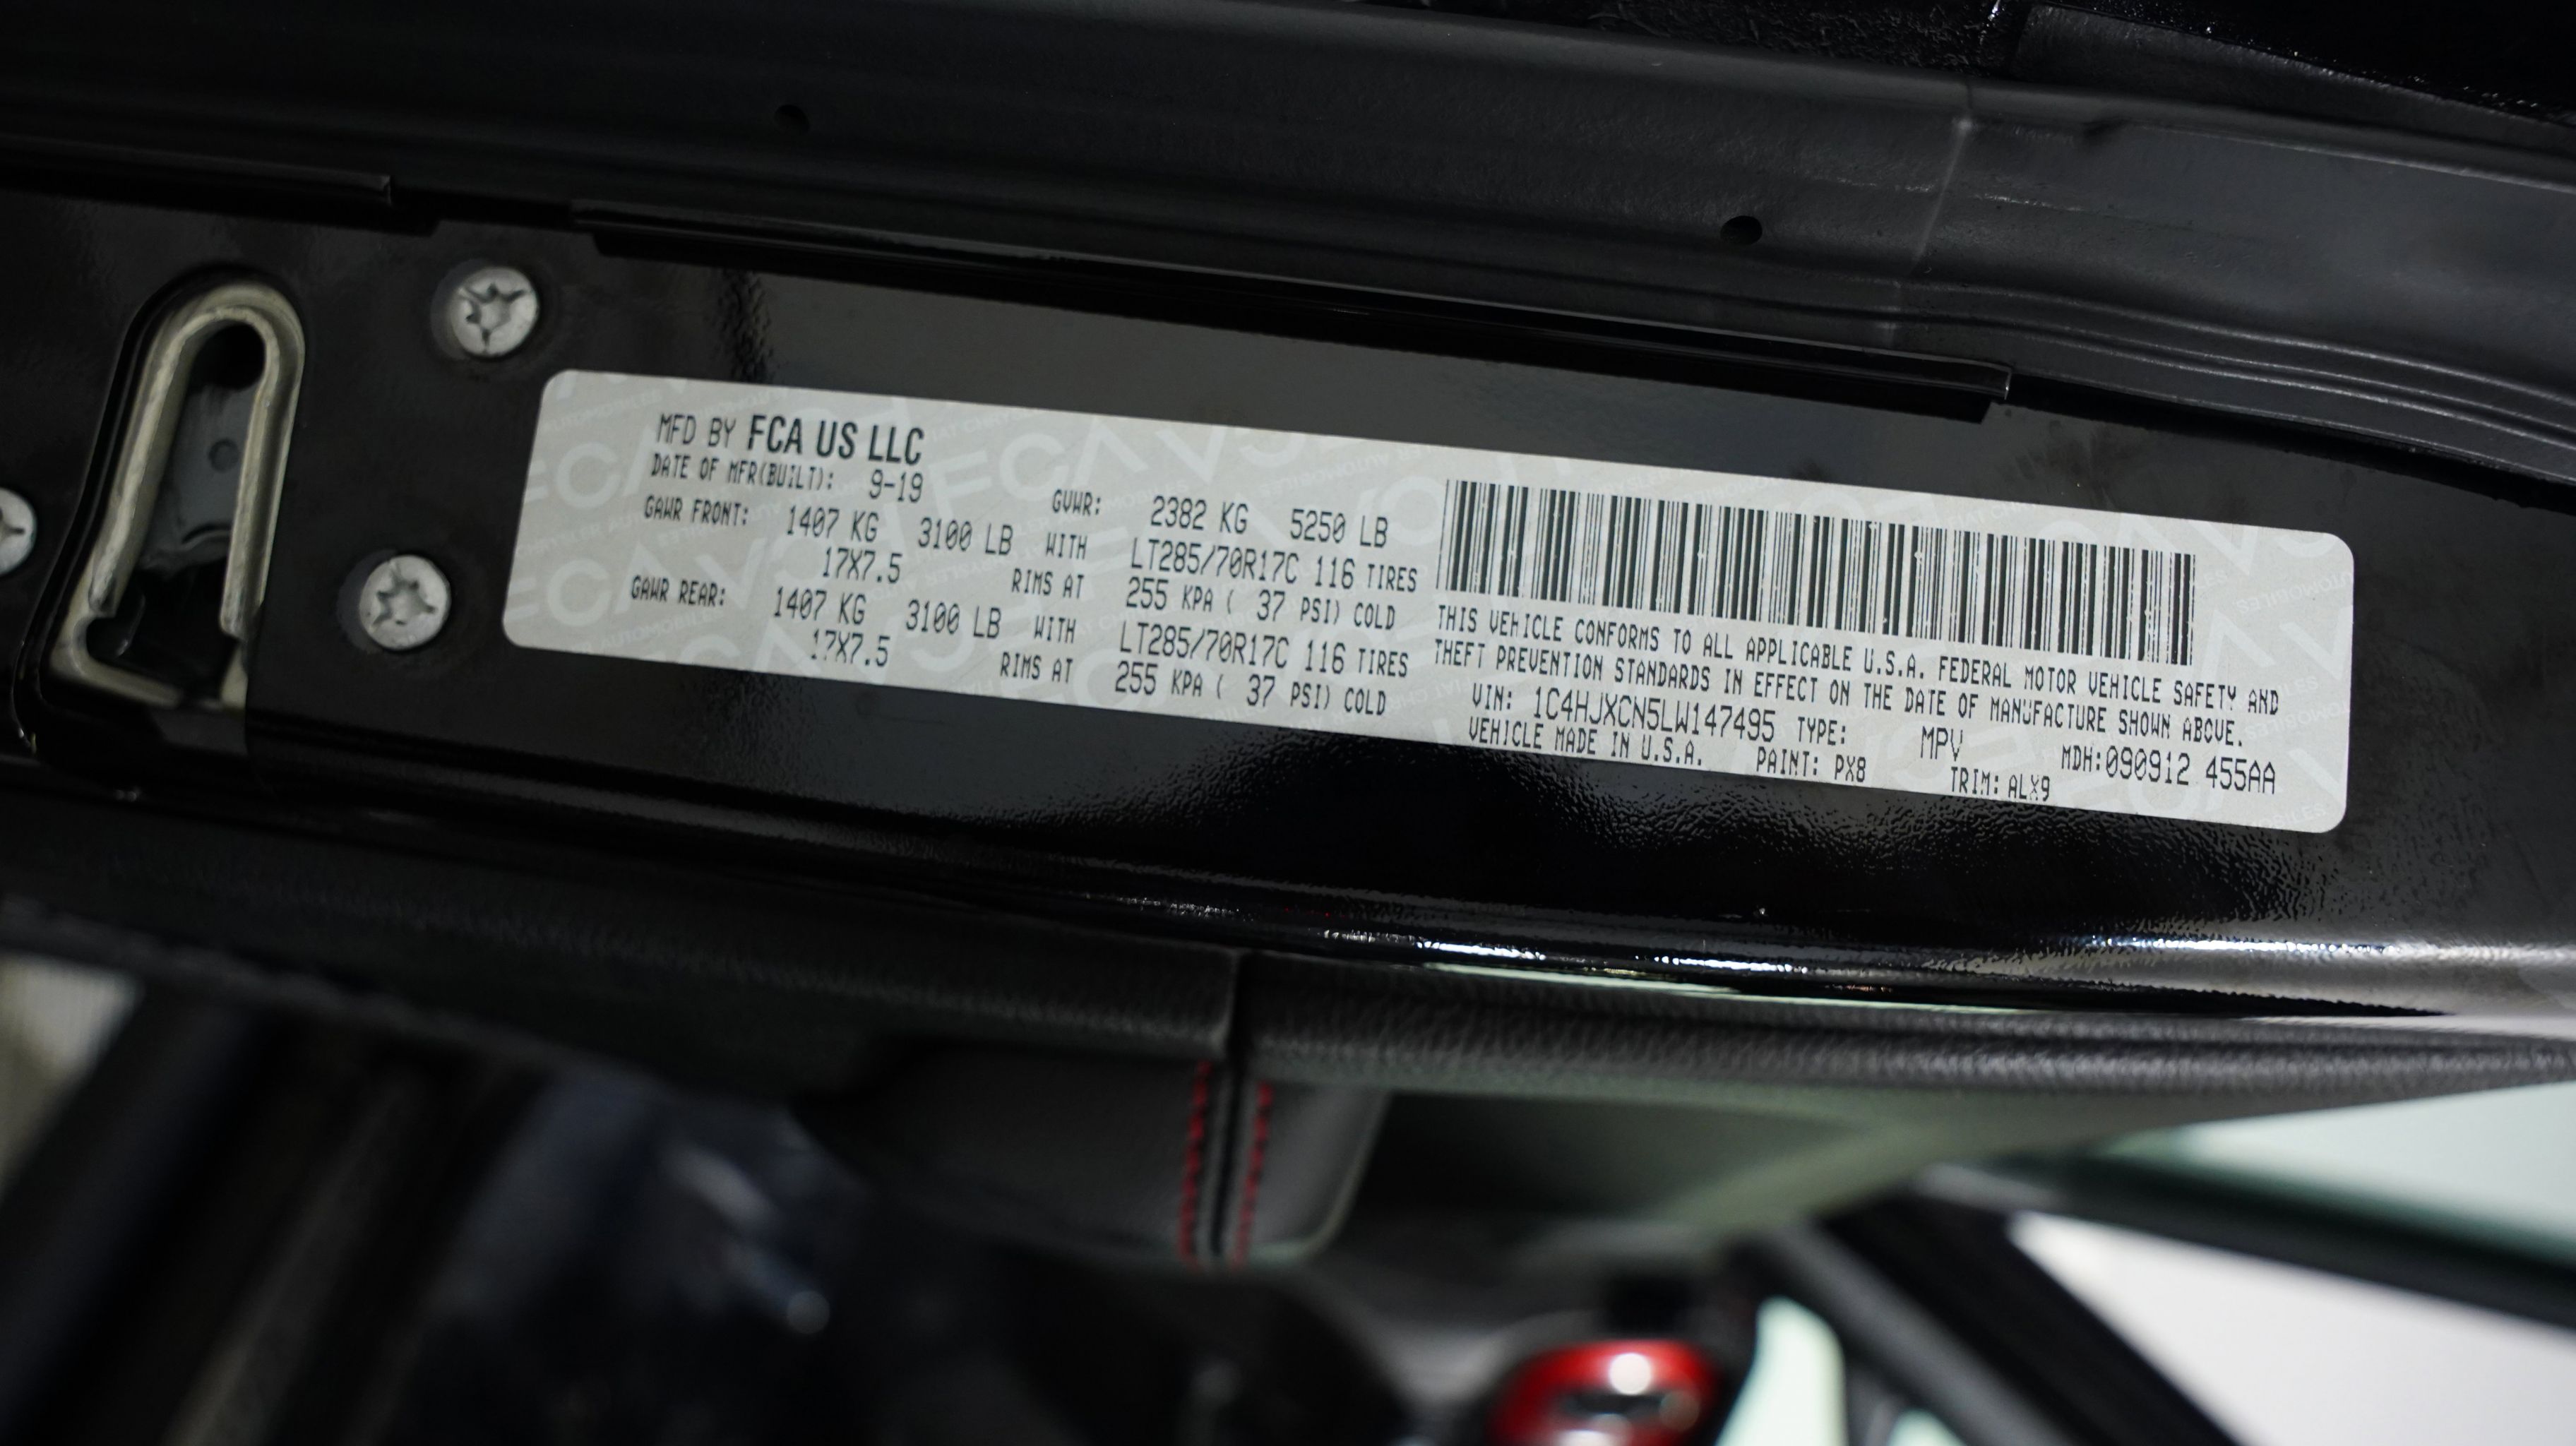 MFD BY FCA US LLC
DATE OF MFR(BUILT): 9-19
GVWR: 2382 KG 5250 LB
GAWR FRONT: 1407 KG 3100 LB WITH LT285/70R17C 116 TIRES
17X7.5 RIMS AT 255 KPA ( 37 PSI) COLD
GAWR REAR: 1407 KG 3100 LB WITH LT285/70R17C 116 TIRES
17X7.5 RIMS AT 255 KPA ( 37 PSI) COLD
THIS VEHICLE CONFORMS TO ALL APPLICABLE U.S.A. FEDERAL MOTOR VEHICLE SAFETY AND
THEFT PREVENTION STANDARDS IN EFFECT ON THE DATE OF MANUFACTURE SHOWN ABOVE.
VIN: 1C4HJXCN5LW147495 TYPE: MPV MDH:090912 455AA
VEHICLE MADE IN U.S.A. PAINT: PX8 TRIM: ALX9